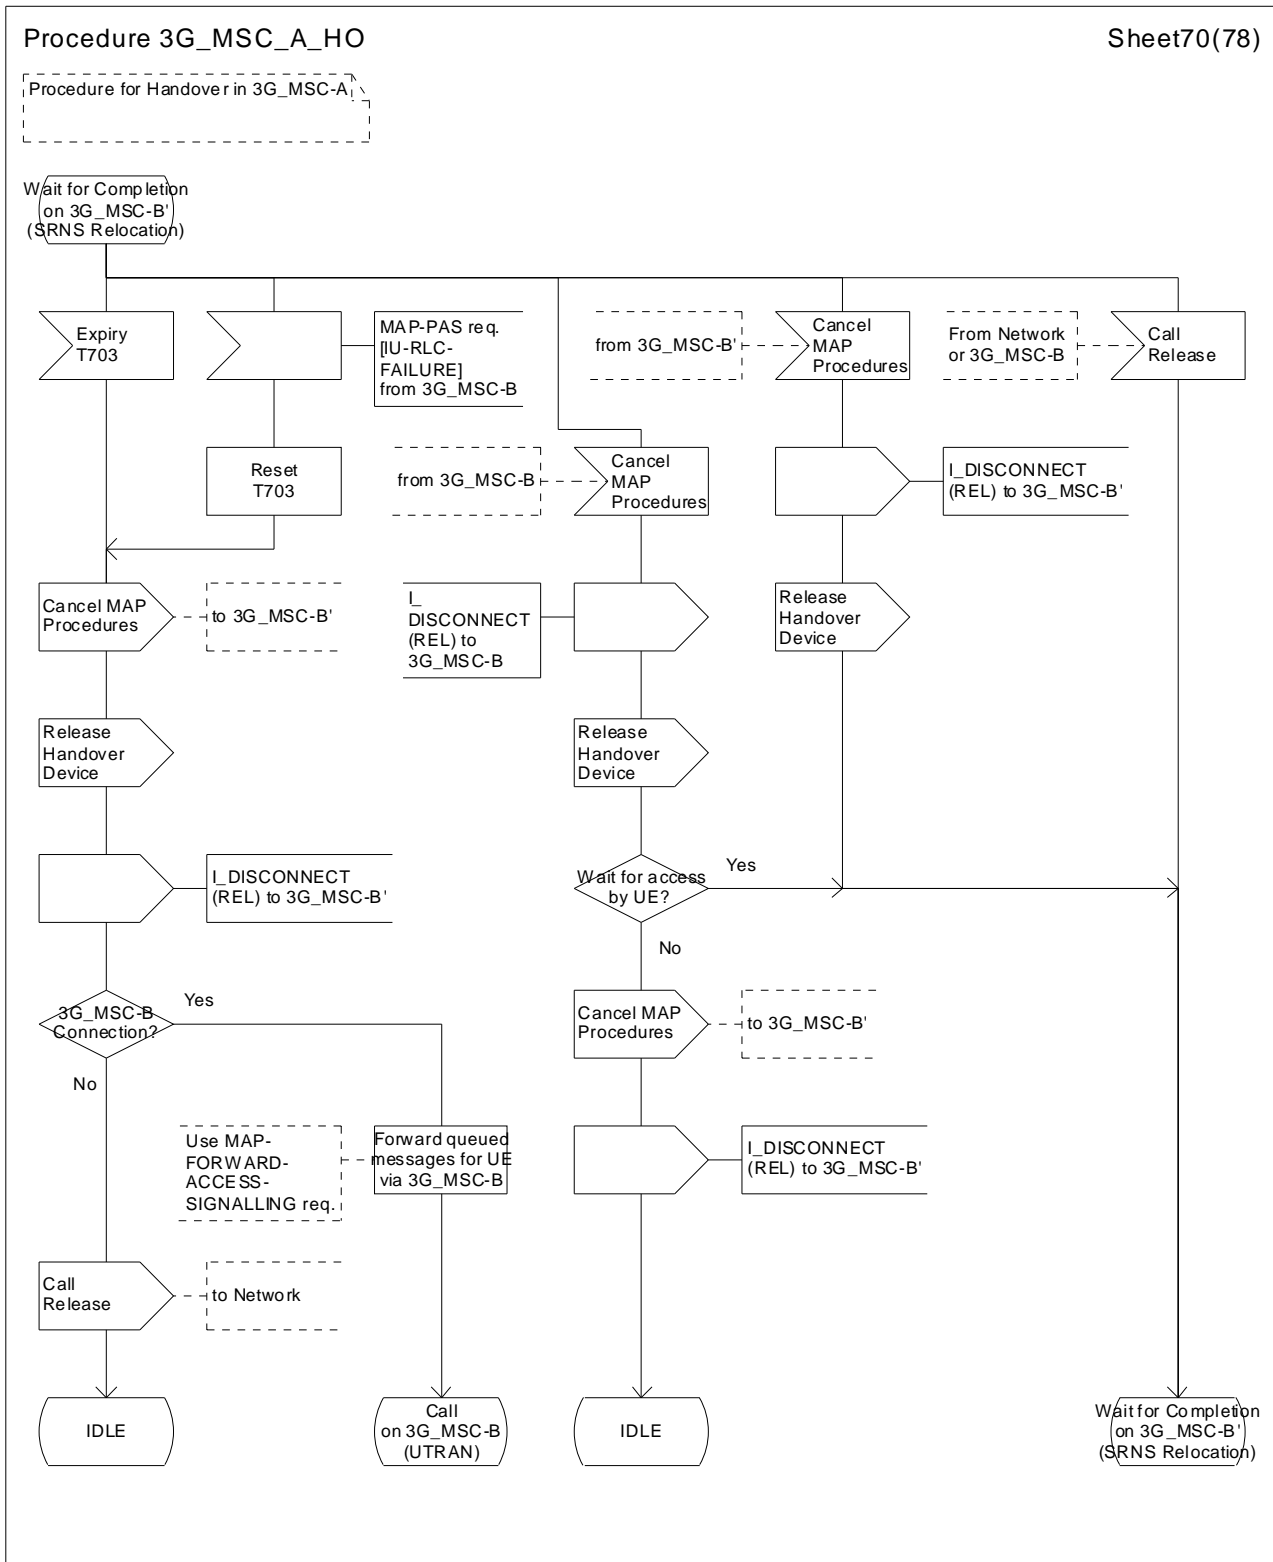 Procedure 3G_MSC_A_HO
Sheet70(78)
Procedure for Handover in 3G_MSC-A
Wait for Completion
on 3G_MSC-B'
(SRNS Relocation)
Expiry
T703
MAP-PAS req.
[IU-RLC-
FAILURE]
from 3G_MSC-B
from 3G_MSC-B'
Cancel
MAP
Procedures
From Network
or 3G_MSC-B
Call
Release
Reset
T703
from 3G_MSC-B
Cancel
MAP
Procedures
I_DISCONNECT
(REL) to 3G_MSC-B'
Cancel MAP
Procedures
to 3G_MSC-B'
I_
DISCONNECT
(REL) to
3G_MSC-B
Release
Handover
Device
Release
Handover
Device
Release
Handover
Device
I_DISCONNECT
(REL) to 3G_MSC-B'
Wait for access
by UE?
Yes
No
3G_MSC-B
Connection?
Yes
No
Cancel MAP
Procedures
to 3G_MSC-B'
Use MAP-
FORWARD-
ACCESS-
SIGNALLING req.
Forward queued
messages for UE
via 3G_MSC-B
I_DISCONNECT
(REL) to 3G_MSC-B'
Call
Release
to Network
IDLE
Call
on 3G_MSC-B
(UTRAN)
IDLE
Wait for Completion
on 3G_MSC-B'
(SRNS Relocation)